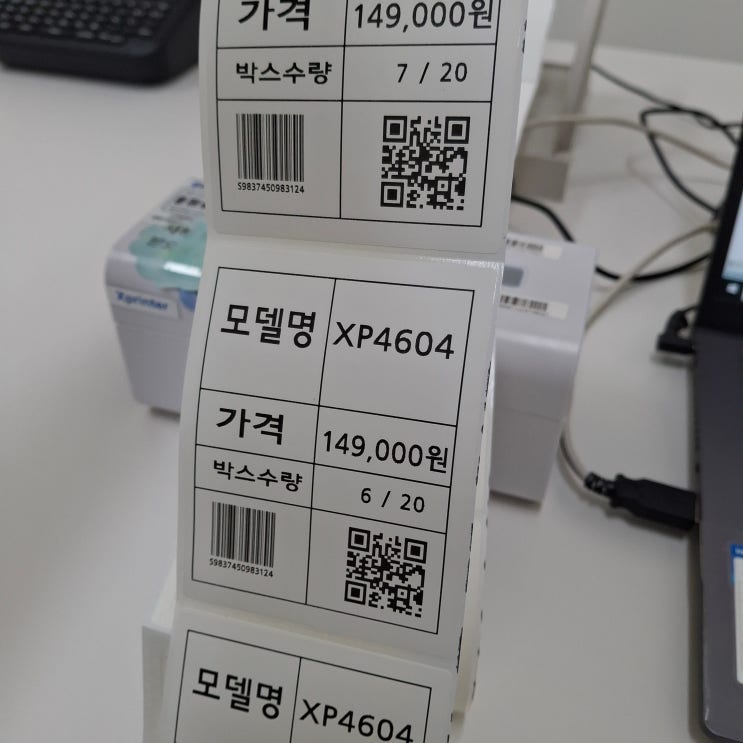 가격 149,000원
박스수량 7 / 20
S9837450983124
모델명 XP4604
가격 149,000원
박스수량 6 / 20
S9837450983124
모델명 XP4604
Xprinter